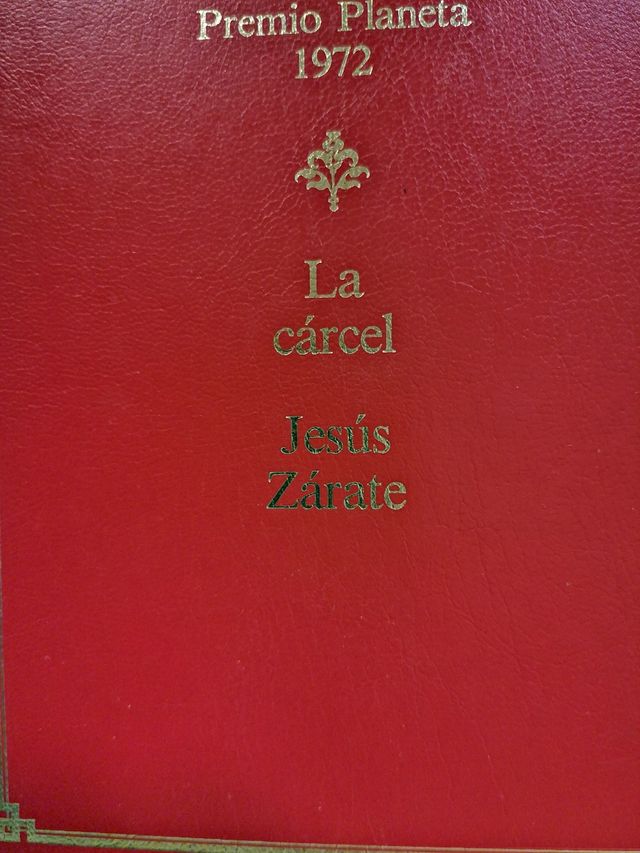 Premio Planeta
1972
La
cárcel
Jesús
Zárate